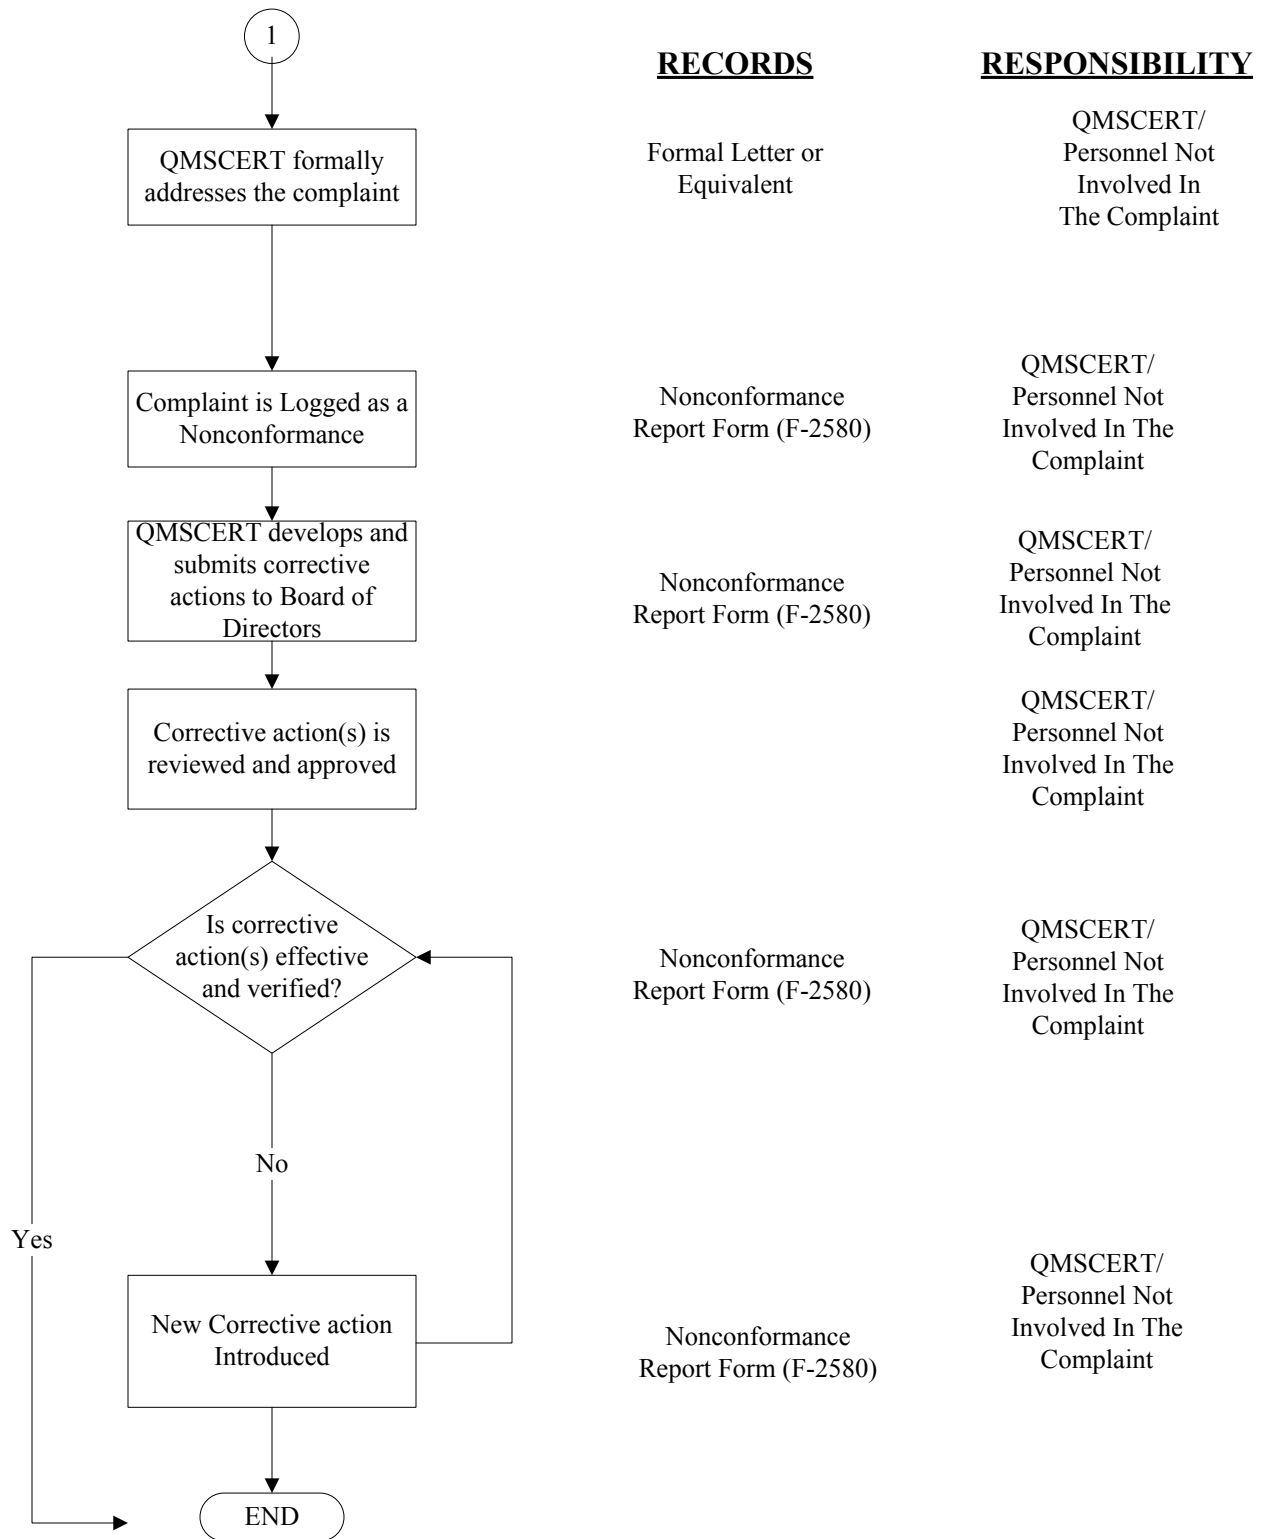 1
RECORDS
RESPONSIBILITY
QMSCERT formally
addresses the complaint
Formal Letter or
Equivalent
QMSCERT/
Personnel Not
Involved In
The Complaint
Complaint is Logged as a
Nonconformance
Nonconformance
Report Form (F-2580)
QMSCERT/
Personnel Not
Involved In The
Complaint
QMSCERT develops and
submits corrective
actions to Board of
Directors
Nonconformance
Report Form (F-2580)
QMSCERT/
Personnel Not
Involved In The
Complaint
Corrective action(s) is
reviewed and approved
QMSCERT/
Personnel Not
Involved In The
Complaint
Is corrective
action(s) effective
and verified?
Nonconformance
Report Form (F-2580)
QMSCERT/
Personnel Not
Involved In The
Complaint
No
Yes
New Corrective action
Introduced
Nonconformance
Report Form (F-2580)
QMSCERT/
Personnel Not
Involved In The
Complaint
END